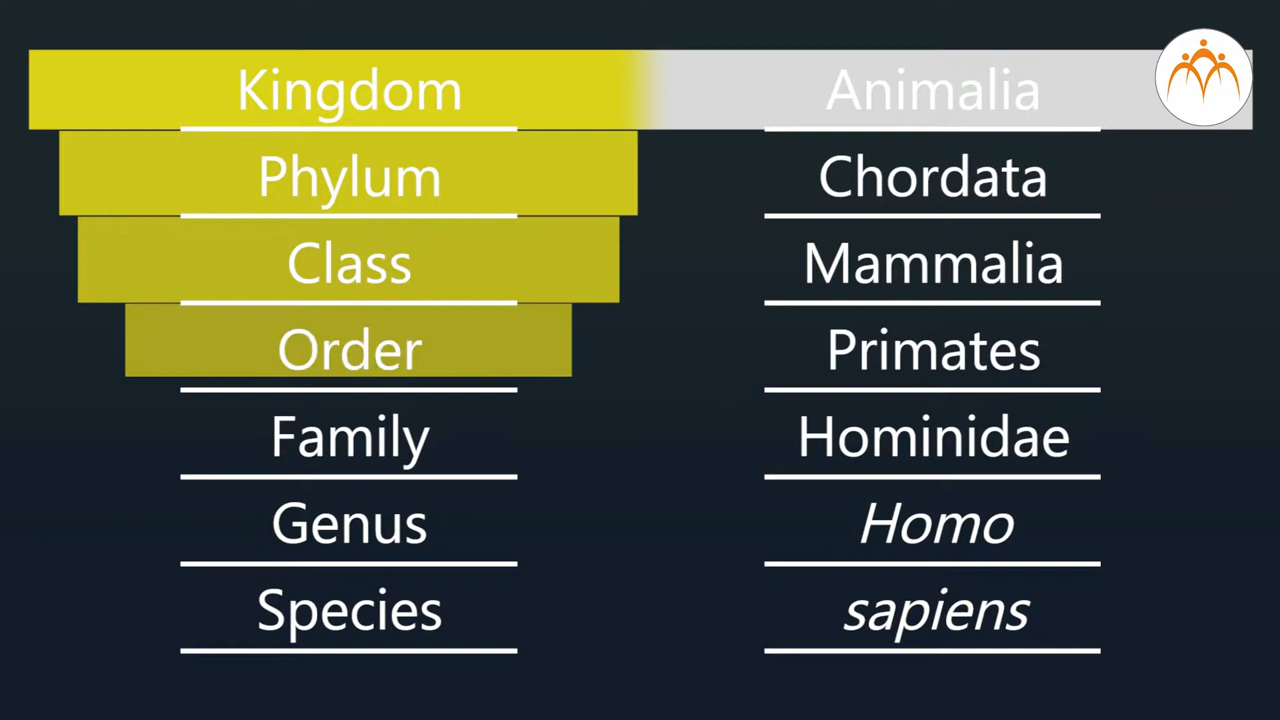 Kingdom Animalia
Phylum Chordata
Class Mammalia
Order Primates
Family Hominidae
Genus Homo
Species sapiens